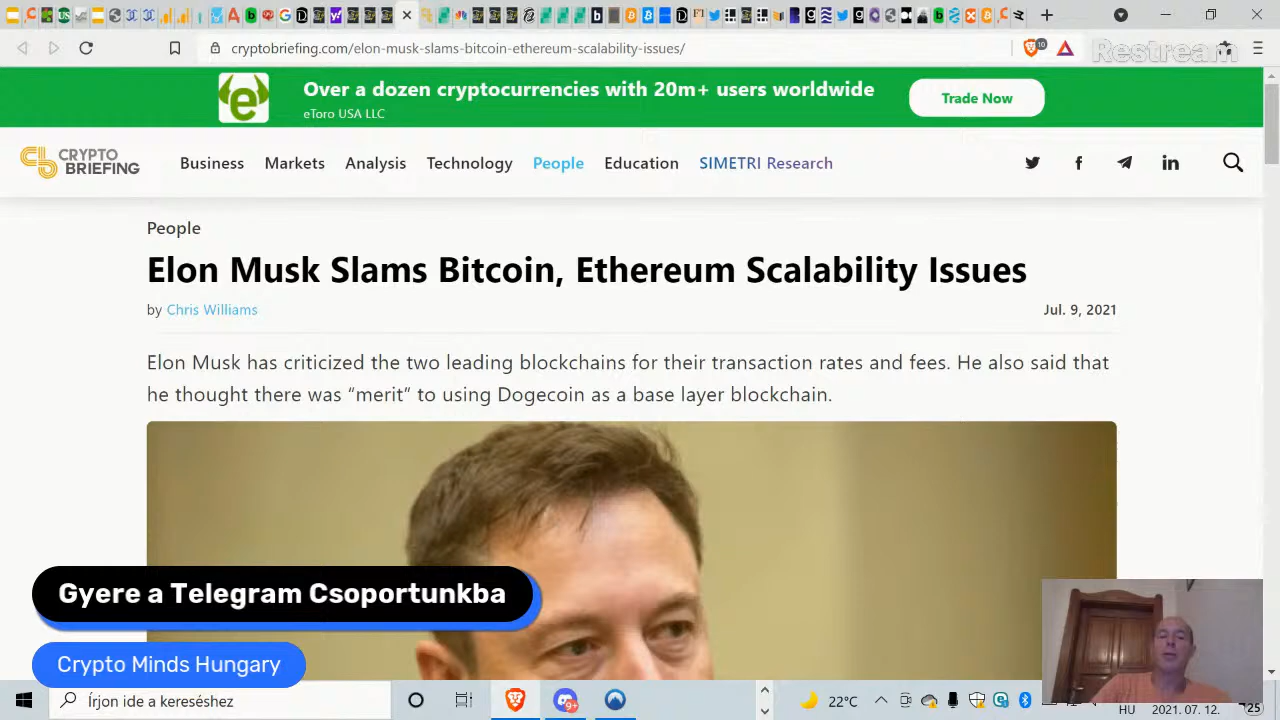 cryptobriefing.com/elon-musk-slams-bitcoin-ethereum-scalability-issues/
10
Restream
Over a dozen cryptocurrencies with 20m+ users worldwide
eToro USA LLC
Trade Now
CRYPTO
BRIEFING
Business Markets Analysis Technology People Education SIMETRI Research
People
Elon Musk Slams Bitcoin, Ethereum Scalability Issues
by Chris Williams
Jul. 9, 2021
Elon Musk has criticized the two leading blockchains for their transaction rates and fees. He also said that
he thought there was “merit“ to using Dogecoin as a base layer blockchain.
Gyere a Telegram Csoportunkba
Crypto Minds Hungary
Írjon ide a kereséshez
9+
22°C
HU
2021. 07. 12.
25